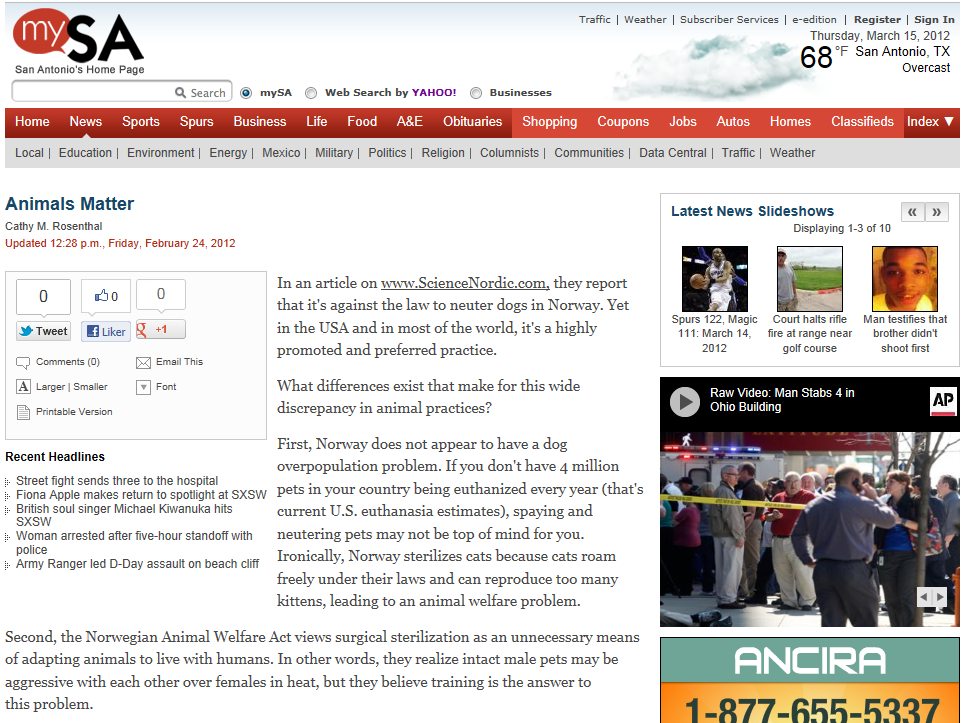 mySA
San Antonio's Home Page
Traffic | Weather | Subscriber Services | e-edition | Register | Sign In
Thursday, March 15, 2012
68 °F San Antonio, TX
Overcast
Search mySA Web Search by YAHOO! Businesses
Home News Sports Spurs Business Life Food A&E Obituaries Shopping Coupons Jobs Autos Homes Classifieds Index ▼
Local | Education | Environment | Energy | Mexico | Military | Politics | Religion | Columnists | Communities | Data Central | Traffic | Weather
Animals Matter
Cathy M. Rosenthal
Updated 12:28 p.m., Friday, February 24, 2012
0 0 0
Tweet Liker +1
Comments (0) Email This
A Larger | Smaller Font
Printable Version
Recent Headlines
Street fight sends three to the hospital
Fiona Apple makes return to spotlight at SXSW
British soul singer Michael Kiwanuka hits
SXSW
Woman arrested after five-hour standoff with
police
Army Ranger led D-Day assault on beach cliff
In an article on www.ScienceNordic.com, they report
that it's against the law to neuter dogs in Norway. Yet
in the USA and in most of the world, it's a highly
promoted and preferred practice.
What differences exist that make for this wide
discrepancy in animal practices?
First, Norway does not appear to have a dog
overpopulation problem. If you don't have 4 million
pets in your country being euthanized every year (that's
current U.S. euthanasia estimates), spaying and
neutering pets may not be top of mind for you.
Ironically, Norway sterilizes cats because cats roam
freely under their laws and can reproduce too many
kittens, leading to an animal welfare problem.
Second, the Norwegian Animal Welfare Act views surgical sterilization as an unnecessary means
of adapting animals to live with humans. In other words, they realize intact male pets may be
aggressive with each other over females in heat, but they believe training is the answer to
this problem.
Latest News Slideshows « »
Displaying 1-3 of 10
Spurs 122, Magic
111: March 14,
2012
Court halts rifle
fire at range near
golf course
Man testifies that
brother didn't
shoot first
Raw Video: Man Stabs 4 in
Ohio Building
AP
ANCIRA
1-877-655-5337